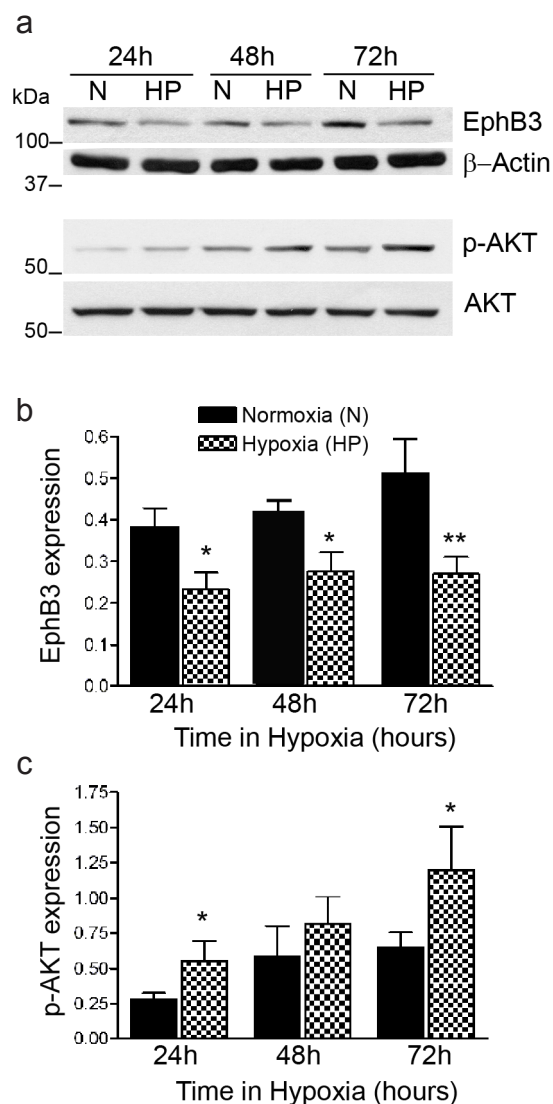 a
24h 48h 72h
kDa N HP N HP N HP
EphB3
100
β–Actin
37
p-AKT
50
AKT
50
b
Normoxia (N)
Hypoxia (HP)
EphB3 expression
0.6
0.5
0.4
0.3
0.2
0.1
0.0
* * **
24h 48h 72h
Time in Hypoxia (hours)
c
p-AKT expression
1.75
1.50
1.25
1.00
0.75
0.50
0.25
0.00
* *
24h 48h 72h
Time in Hypoxia (hours)